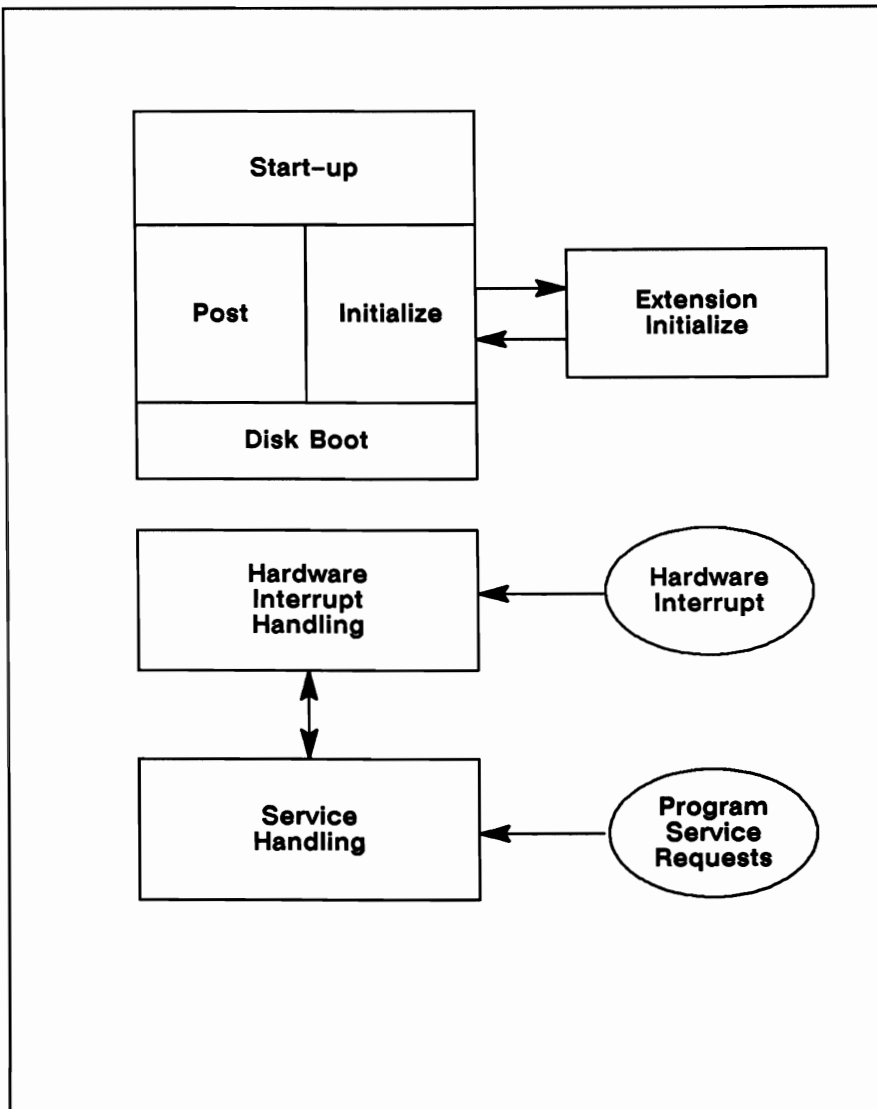 Start-up
Post
Initialize
Extension
Initialize
Disk Boot
Hardware
Interrupt
Handling
Hardware
Interrupt
Service
Handling
Program
Service
Requests